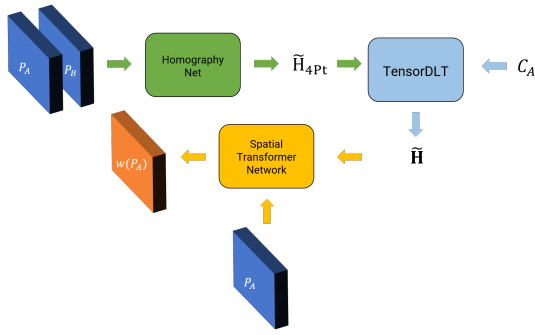 P_A
P_B
Homography
Net
H̃_4Pt
TensorDLT
C_A
w(P_A)
Spatial
Transformer
Network
H̃
P_A